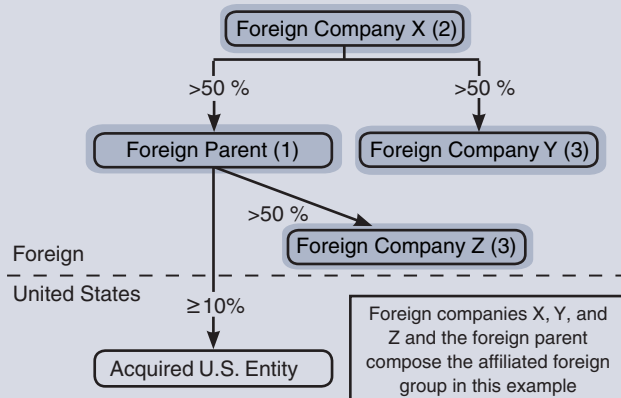 Foreign Company X (2)
>50 %
>50 %
Foreign Parent (1)
Foreign Company Y (3)
>50 %
Foreign Company Z (3)
Foreign
United States
≥10%
Acquired U.S. Entity
Foreign companies X, Y, and
Z and the foreign parent
compose the affiliated foreign
group in this example